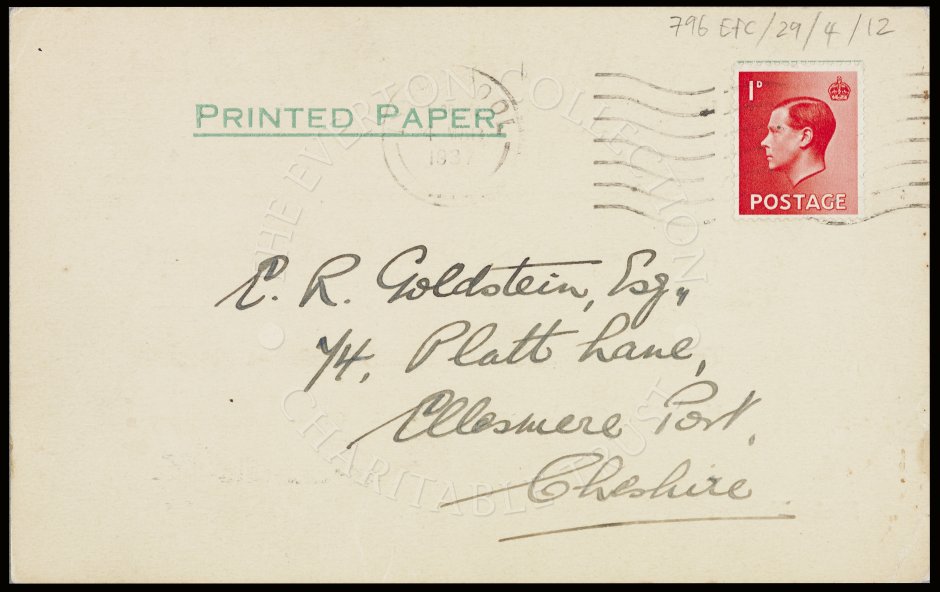 796 EFC/29/4/12
1D
POSTAGE
PRINTED PAPER.
1937
THE EVERTON COLLECTION
CHARITABLE TRUST
E. R. Goldstein, Esq.,
74, Platt Lane,
Ellesmere Port,
Cheshire